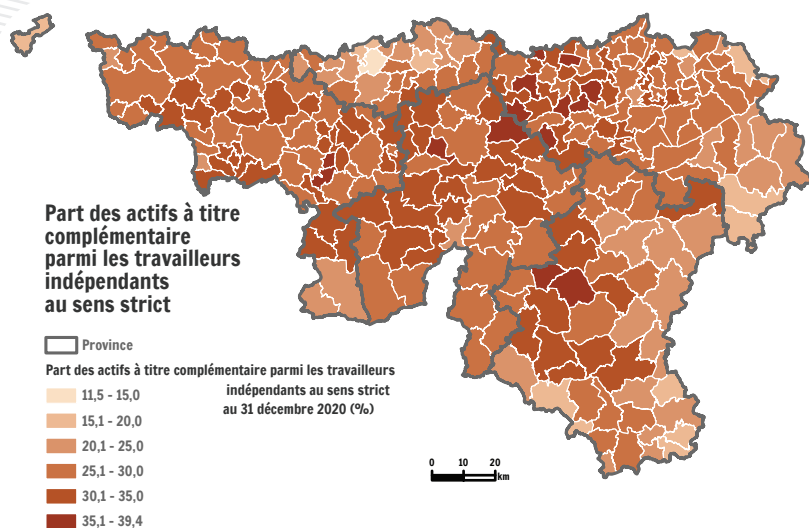 Part des actifs à titre
complémentaire
parmi les travailleurs
indépendants
au sens strict
Province
Part des actifs à titre complémentaire parmi les travailleurs
indépendants au sens strict
au 31 décembre 2020 (%)
11,5 - 15,0
15,1 - 20,0
20,1 - 25,0
25,1 - 30,0
30,1 - 35,0
35,1 - 39,4
0 10 20
km